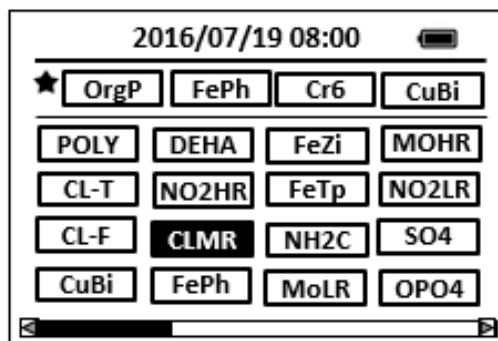 2016/07/19 08:00
OrgP FePh Cr6 CuBi
POLY DEHA FeZi MOHR
CL-T NO2HR FeTp NO2LR
CL-F CLMR NH2C SO4
CuBi FePh MoLR OPO4